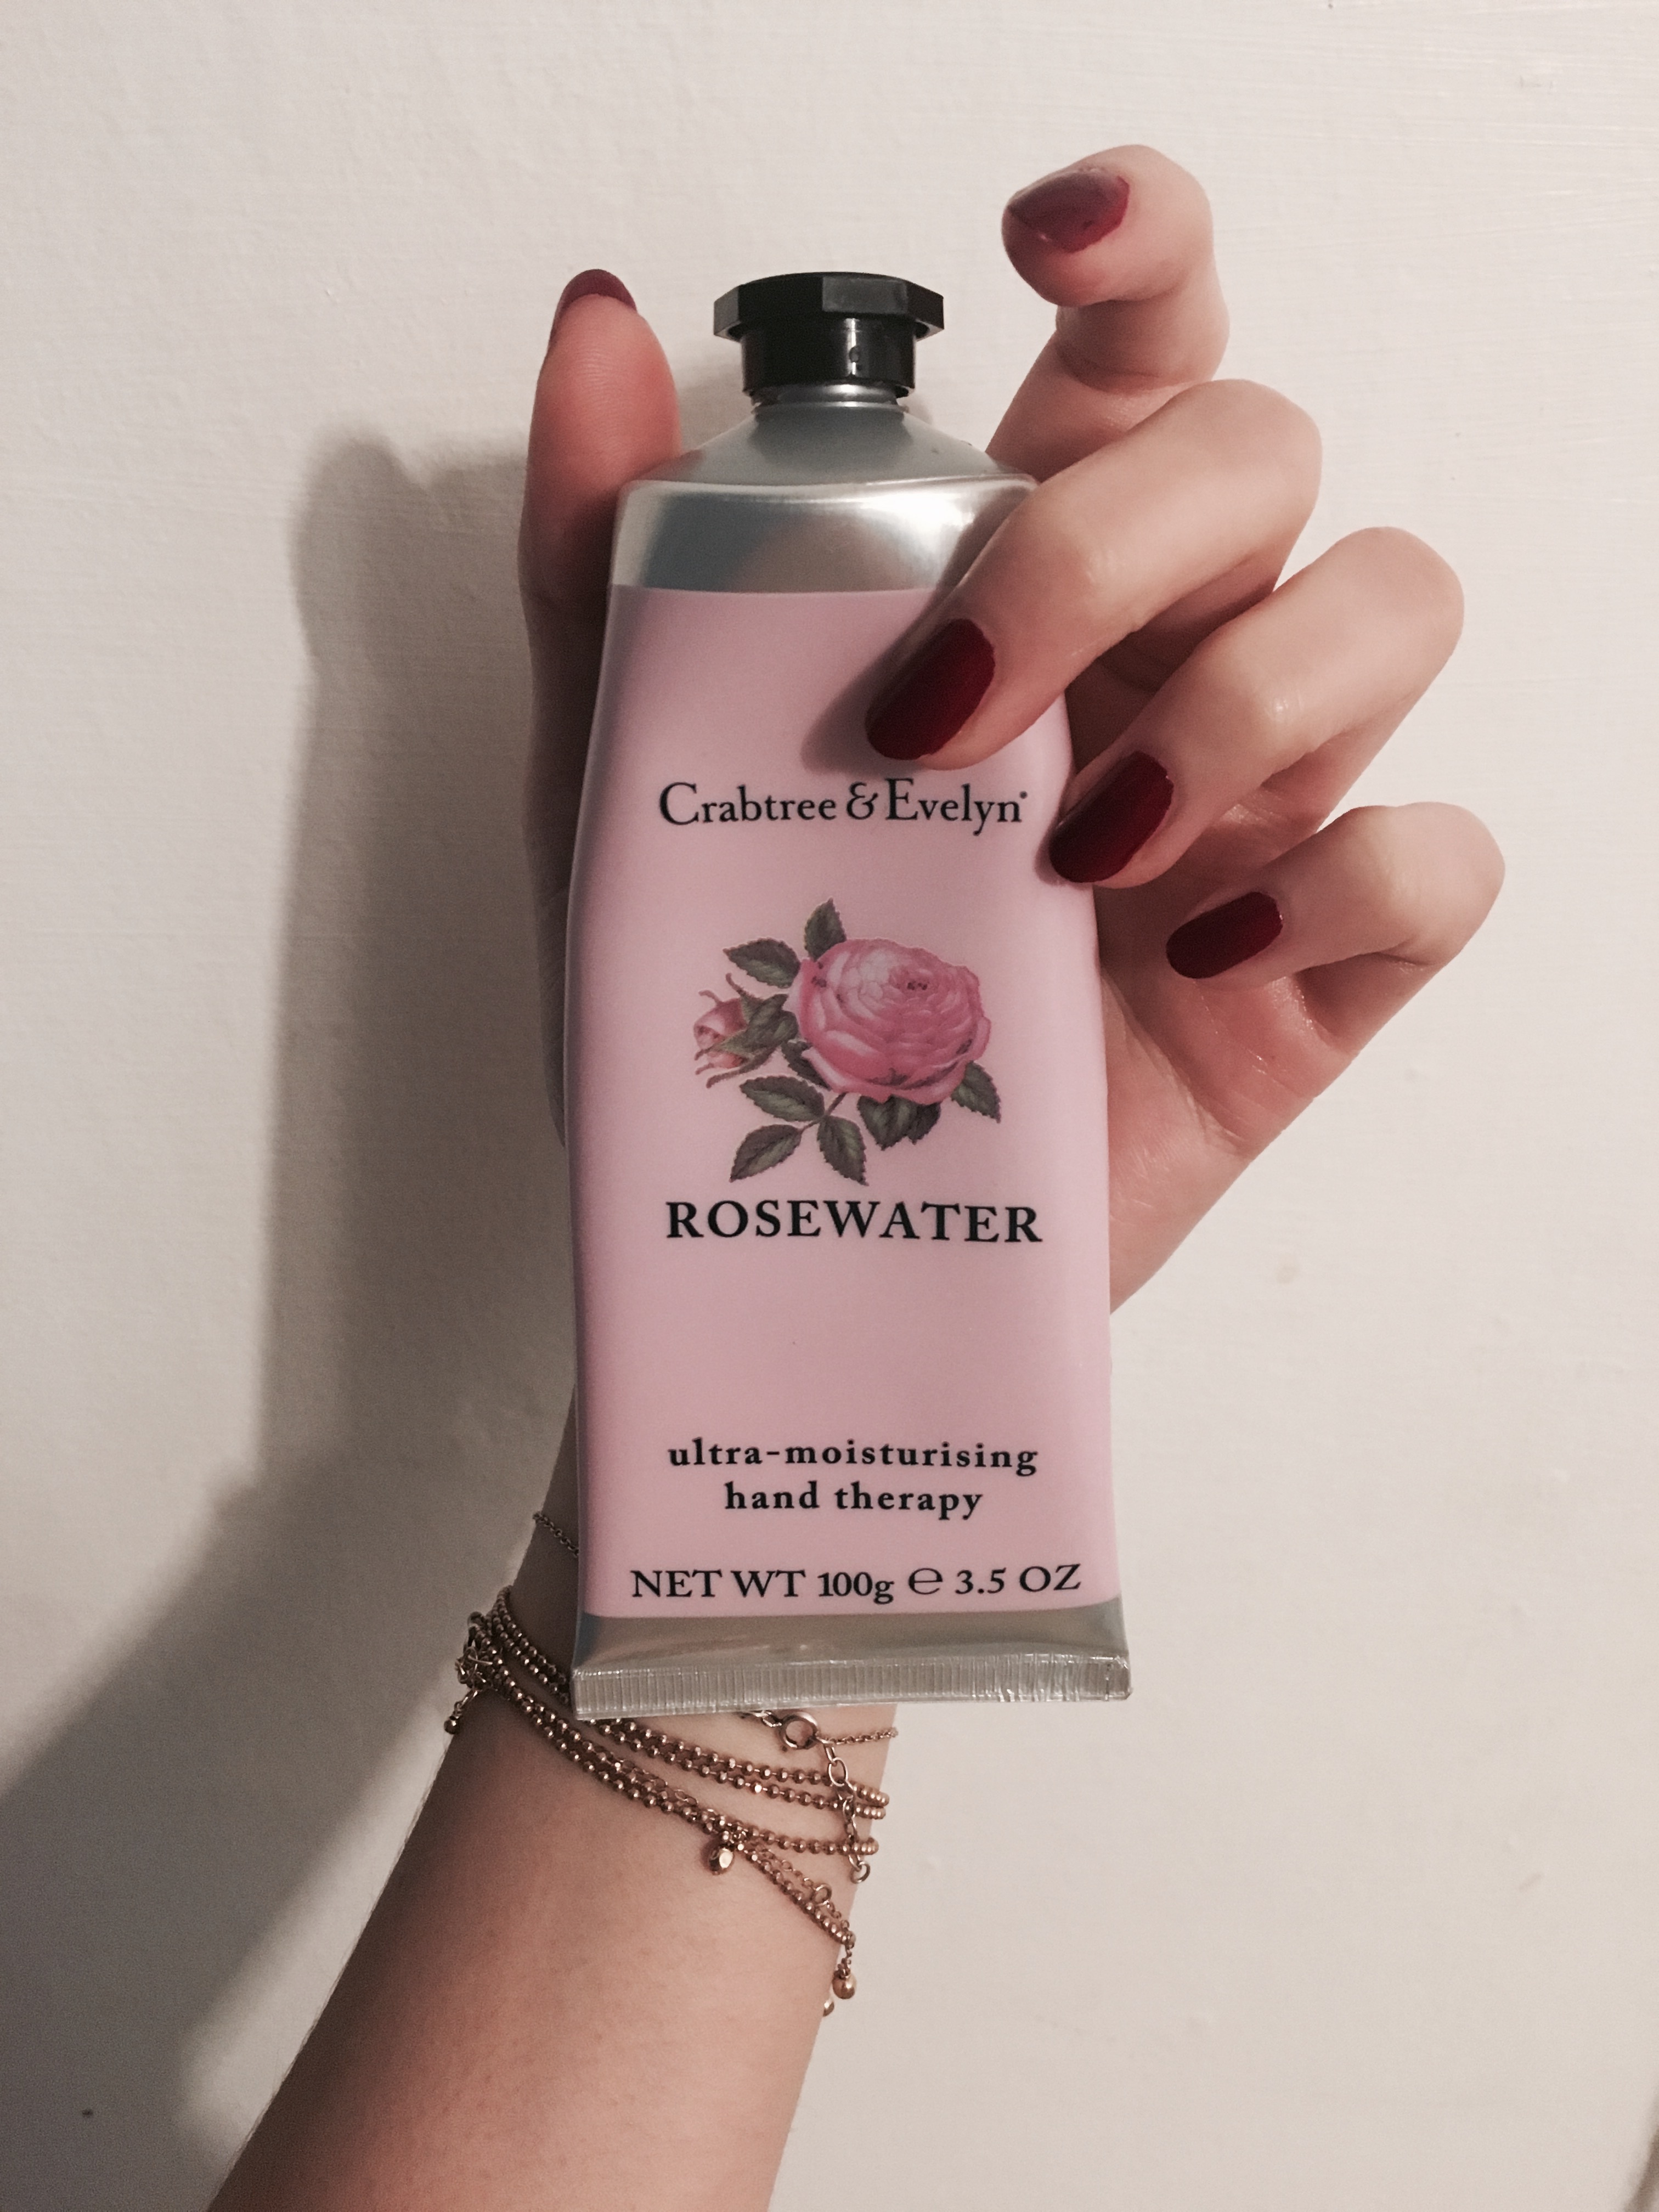 Crabtree & Evelyn®
ROSEWATER
ultra-moisturising
hand therapy
NET WT 100g ℮ 3.5 OZ